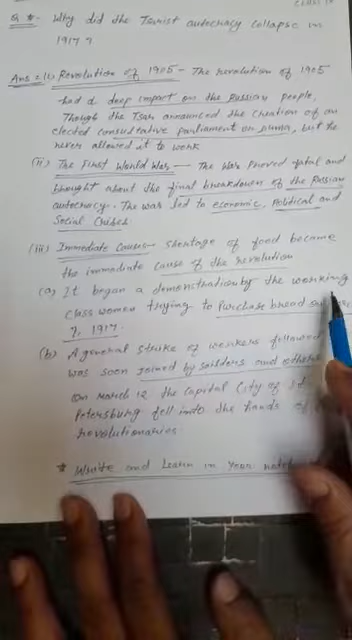 Class IX
Q *- Why did the Tsarist autocracy collapse in
1917 ?
Ans :- (i) Revolution of 1905 - The revolution of 1905
had a deep impact on the Russian people,
Though the Tsar announced the creation of an
elected consultative parliament or duma, but he
never allowed it to work
(ii) The First World War - The War proved fatal and
brought about the final breakdown of the Russian
autocracy. The war led to economic, Political and
Social Crises
(iii) Immediate Causes- Shortage of food became
the immediate cause of the revolution
(a) It began a demonstration by the working
class women trying to Purchase bread
7, 1917.
(b) A general strike of workers followed
was soon joined by soilders and others
On March 12 the Capital City of St
Petersburg fell into the hands of
revolutionaries
* Write and Learn in Your